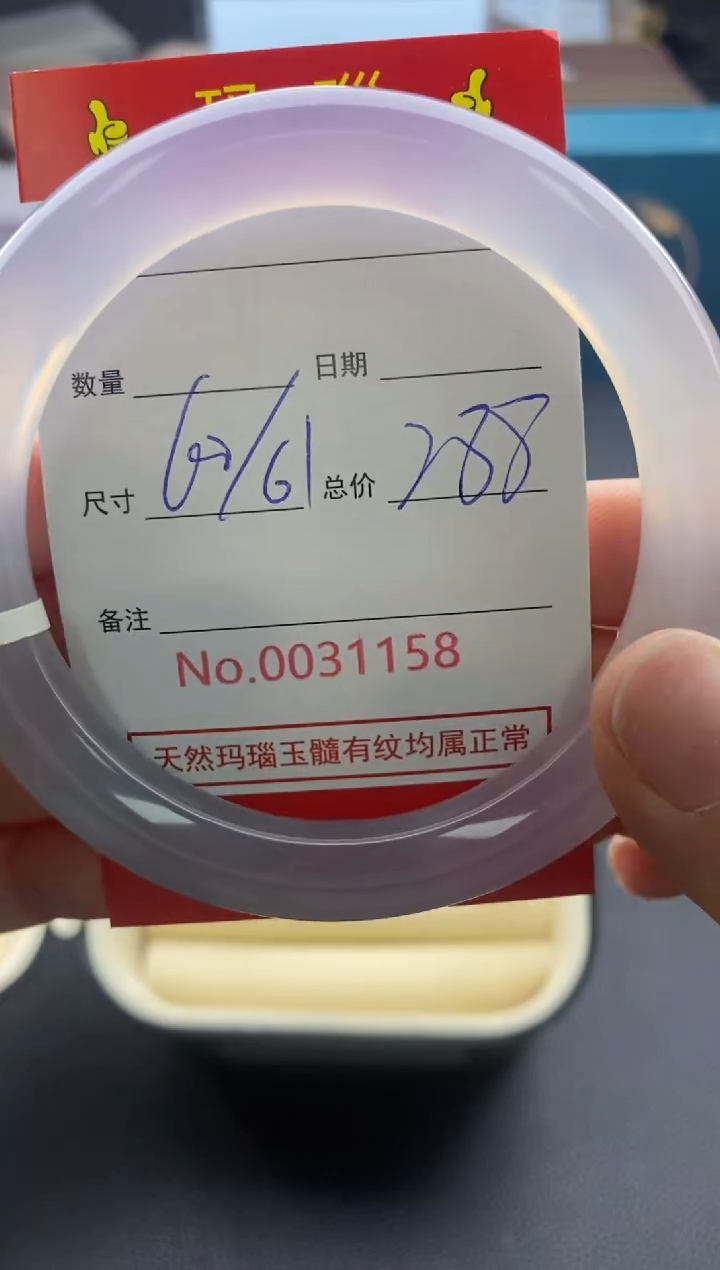 数量 日期
尺寸 60/61 总价 288
备注
No.0031158
天然玛瑙玉髓有纹均属正常